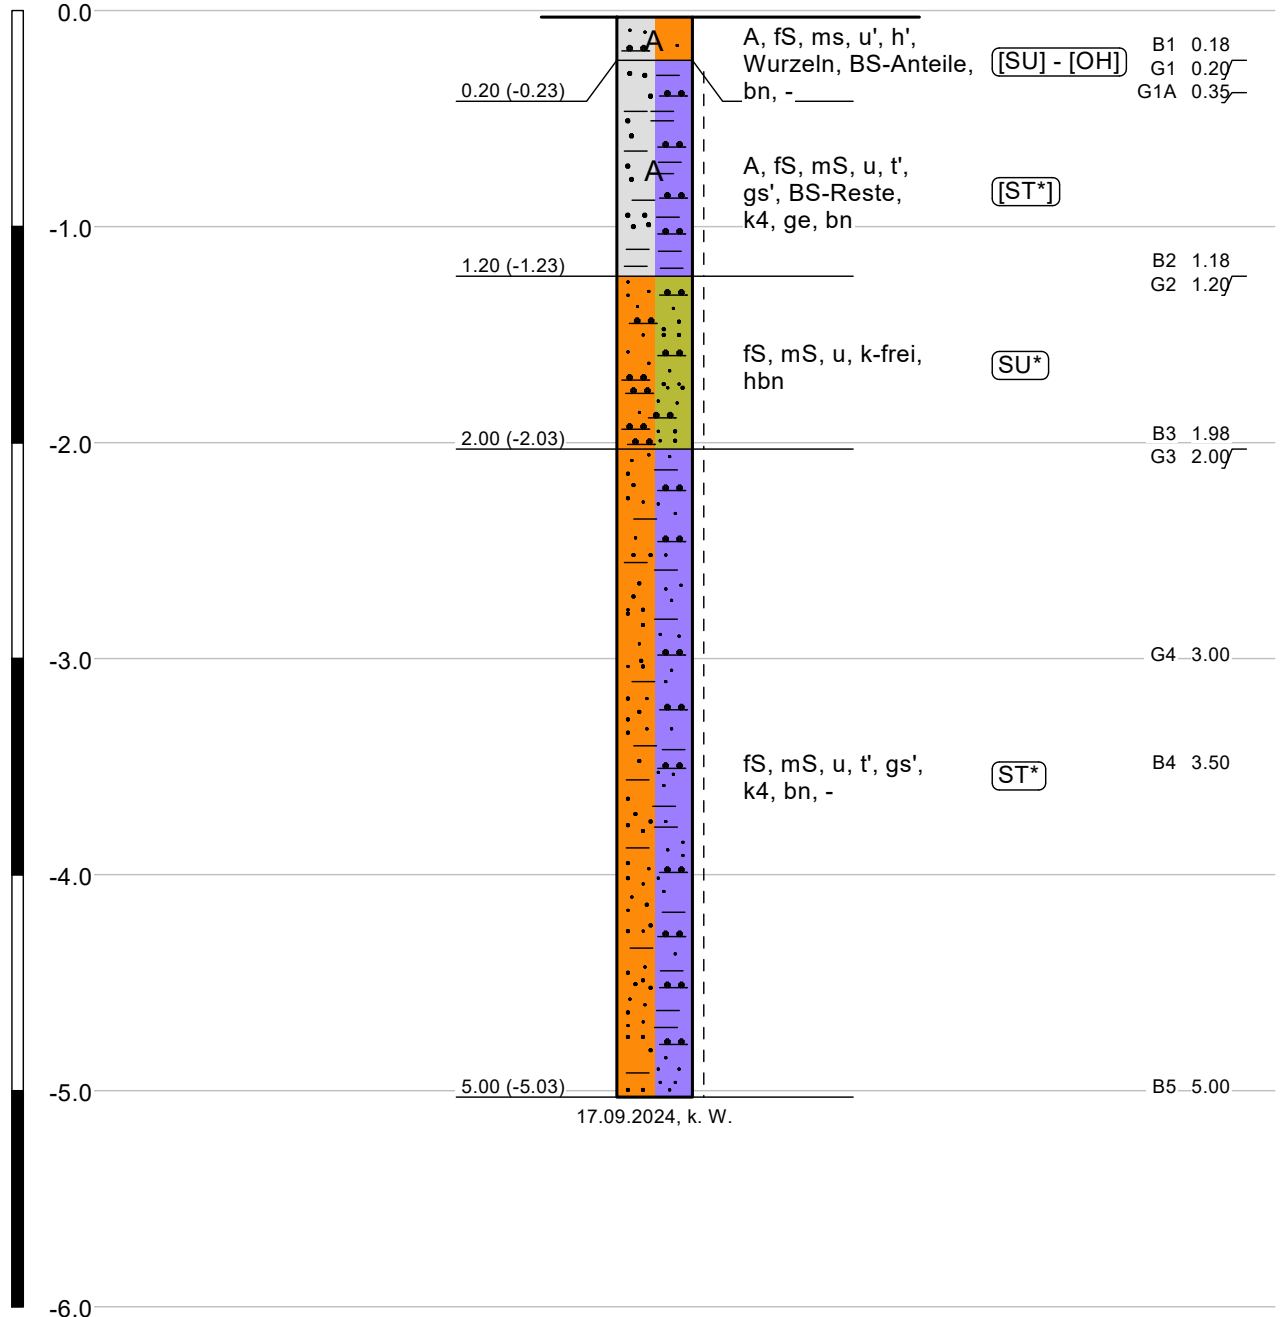 0.0
A
A, fS, ms, u', h',
Wurzeln, BS-Anteile,
bn, -
[SU] - [OH]
B1 0.18
G1 0.20
G1A 0.35
0.20 (-0.23)
A
A, fS, mS, u, t',
gs', BS-Reste,
k4, ge, bn
[ST*]
-1.0
1.20 (-1.23)
B2 1.18
G2 1.20
fS, mS, u, k-frei,
hbn
SU*
-2.0
2.00 (-2.03)
B3 1.98
G3 2.00
-3.0
G4 3.00
fS, mS, u, t', gs',
k4, bn, -
ST*
B4 3.50
-4.0
-5.0
5.00 (-5.03)
B5 5.00
17.09.2024, k. W.
-6.0